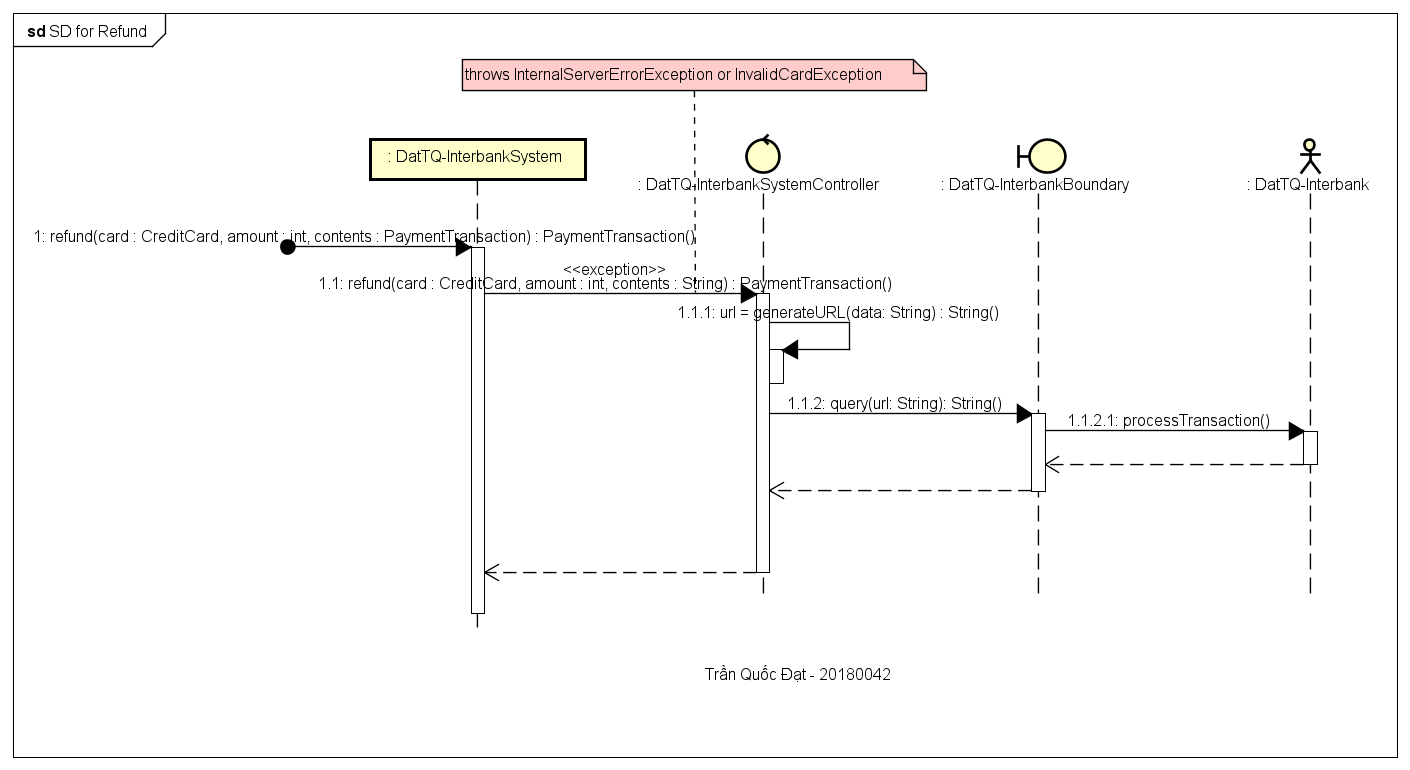 sd SD for Refund
throws InternalServerErrorException or InvalidCardException
: DatTQ-InterbankSystem
: DatTQ-InterbankSystemController
: DatTQ-InterbankBoundary
: DatTQ-Interbank
1: refund(card : CreditCard, amount : int, contents : PaymentTransaction) : PaymentTransaction()
<<exception>>
1.1: refund(card : CreditCard, amount : int, contents : String) : PaymentTransaction()
1.1.1: url = generateURL(data: String) : String()
1.1.2: query(url: String): String()
1.1.2.1: processTransaction()
Trần Quốc Đạt - 20180042